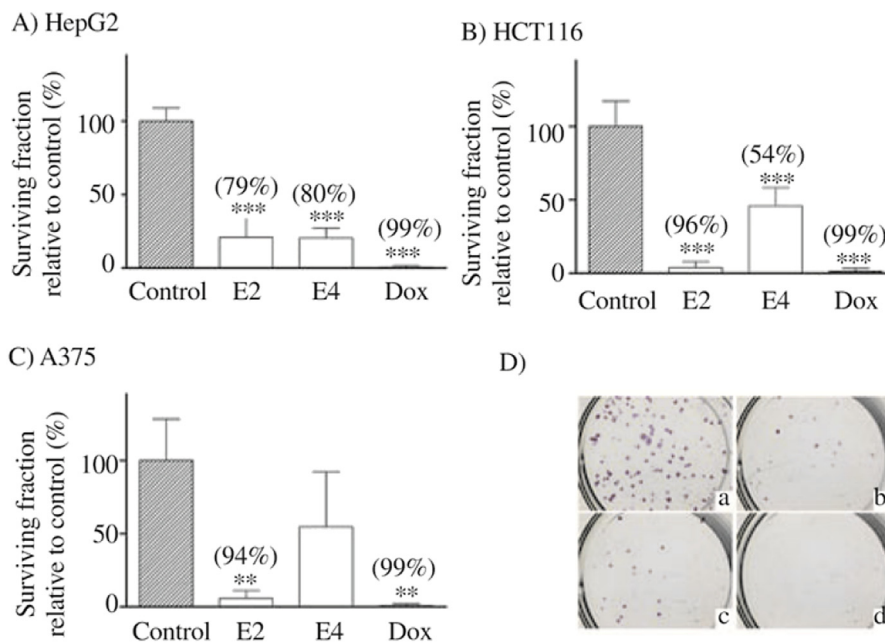 A) HepG2
Surviving fraction
relative to control (%)
100
50
0
(79%)
***
(80%)
***
(99%)
***
Control E2 E4 Dox
B) HCT116
Surviving fraction
relative to control (%)
100
50
0
(96%)
***
(54%)
***
(99%)
***
Control E2 E4 Dox
C) A375
Surviving fraction
relative to control (%)
100
50
0
(94%)
**
(99%)
**
Control E2 E4 Dox
D)
a
b
c
d